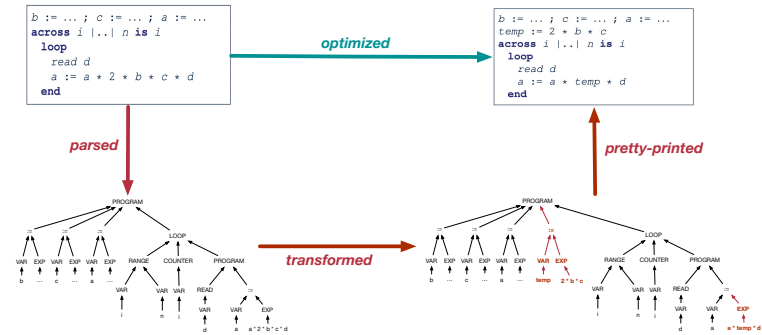 b := ... ; c := ... ; a := ...
across i |..| n is i
loop
read d
a := a * 2 * b * c * d
end
optimized
b := ... ; c := ... ; a := ...
temp := 2 * b * c
across i |..| n is i
loop
read d
a := a * temp * d
end
parsed
pretty-printed
PROGRAM
:= := := LOOP
VAR EXP VAR EXP VAR EXP RANGE COUNTER PROGRAM
b ... c ... a ... VAR VAR VAR READ :=
i n i VAR VAR EXP
d a a*2*b*c*d
transformed
PROGRAM
:= := := := LOOP
VAR EXP VAR EXP VAR EXP VAR EXP RANGE COUNTER PROGRAM
b ... c ... a ... temp 2*b*c VAR VAR VAR READ :=
i n i VAR VAR EXP
d a a*temp*d